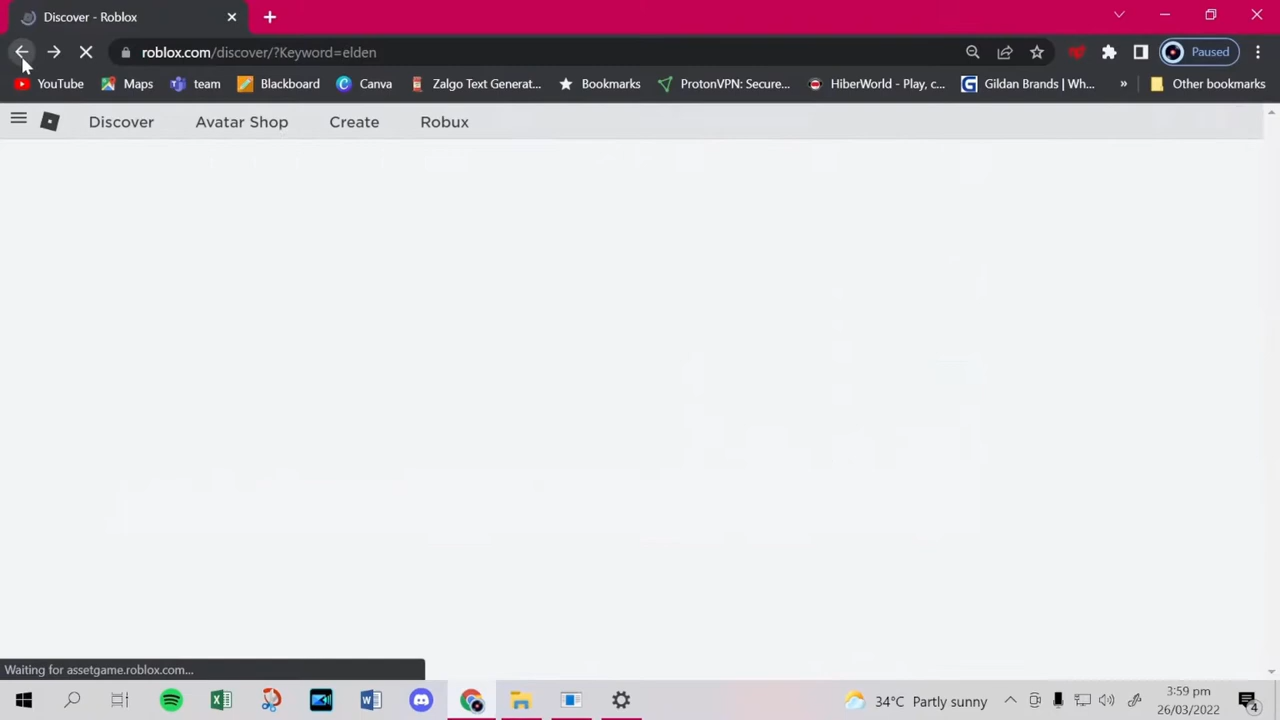 Discover - Roblox
roblox.com/discover/?Keyword=elden
Paused
YouTube Maps team Blackboard Canva Zalgo Text Generat... Bookmarks ProtonVPN: Secure... HiberWorld - Play, c... Gildan Brands | Wh... » Other bookmarks
Discover Avatar Shop Create Robux
Waiting for assetgame.roblox.com...
34°C Partly sunny
3:59 pm
26/03/2022
4